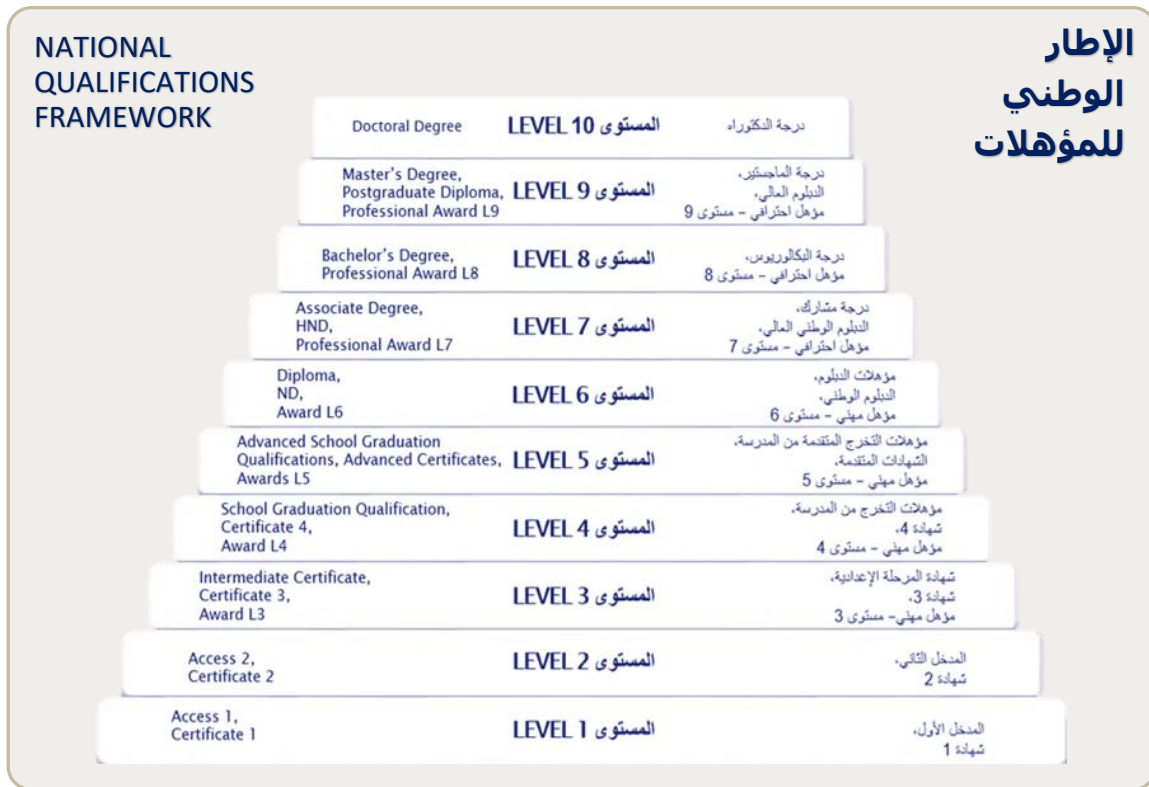 NATIONAL
QUALIFICATIONS
FRAMEWORK
الإطار
الوطني
للمؤهلات
Doctoral Degree LEVEL 10 المستوى درجة الدكتوراه
Master's Degree,
Postgraduate Diploma,
Professional Award L9
LEVEL 9 المستوى
درجة الماجستير،
الدبلوم العالي،
مؤهل احترافي – مستوى 9
Bachelor's Degree,
Professional Award L8
LEVEL 8 المستوى
درجة البكالوريوس،
مؤهل احترافي – مستوى 8
Associate Degree,
HND,
Professional Award L7
LEVEL 7 المستوى
درجة مشارك،
الدبلوم الوطني العالي،
مؤهل احترافي – مستوى 7
Diploma,
ND,
Award L6
LEVEL 6 المستوى
مؤهلات الدبلوم،
الدبلوم الوطني،
مؤهل مهني – مستوى 6
Advanced School Graduation
Qualifications, Advanced Certificates,
Awards L5
LEVEL 5 المستوى
مؤهلات التخرج المتقدمة من المدرسة،
الشهادات المتقدمة،
مؤهل مهني – مستوى 5
School Graduation Qualification,
Certificate 4,
Award L4
LEVEL 4 المستوى
مؤهلات التخرج من المدرسة،
شهادة 4،
مؤهل مهني – مستوى 4
Intermediate Certificate,
Certificate 3,
Award L3
LEVEL 3 المستوى
شهادة المرحلة الإعدادية،
شهادة 3،
مؤهل مهني– مستوى 3
Access 2,
Certificate 2
LEVEL 2 المستوى
المدخل الثاني،
شهادة 2
Access 1,
Certificate 1
LEVEL 1 المستوى
المدخل الأول،
شهادة 1